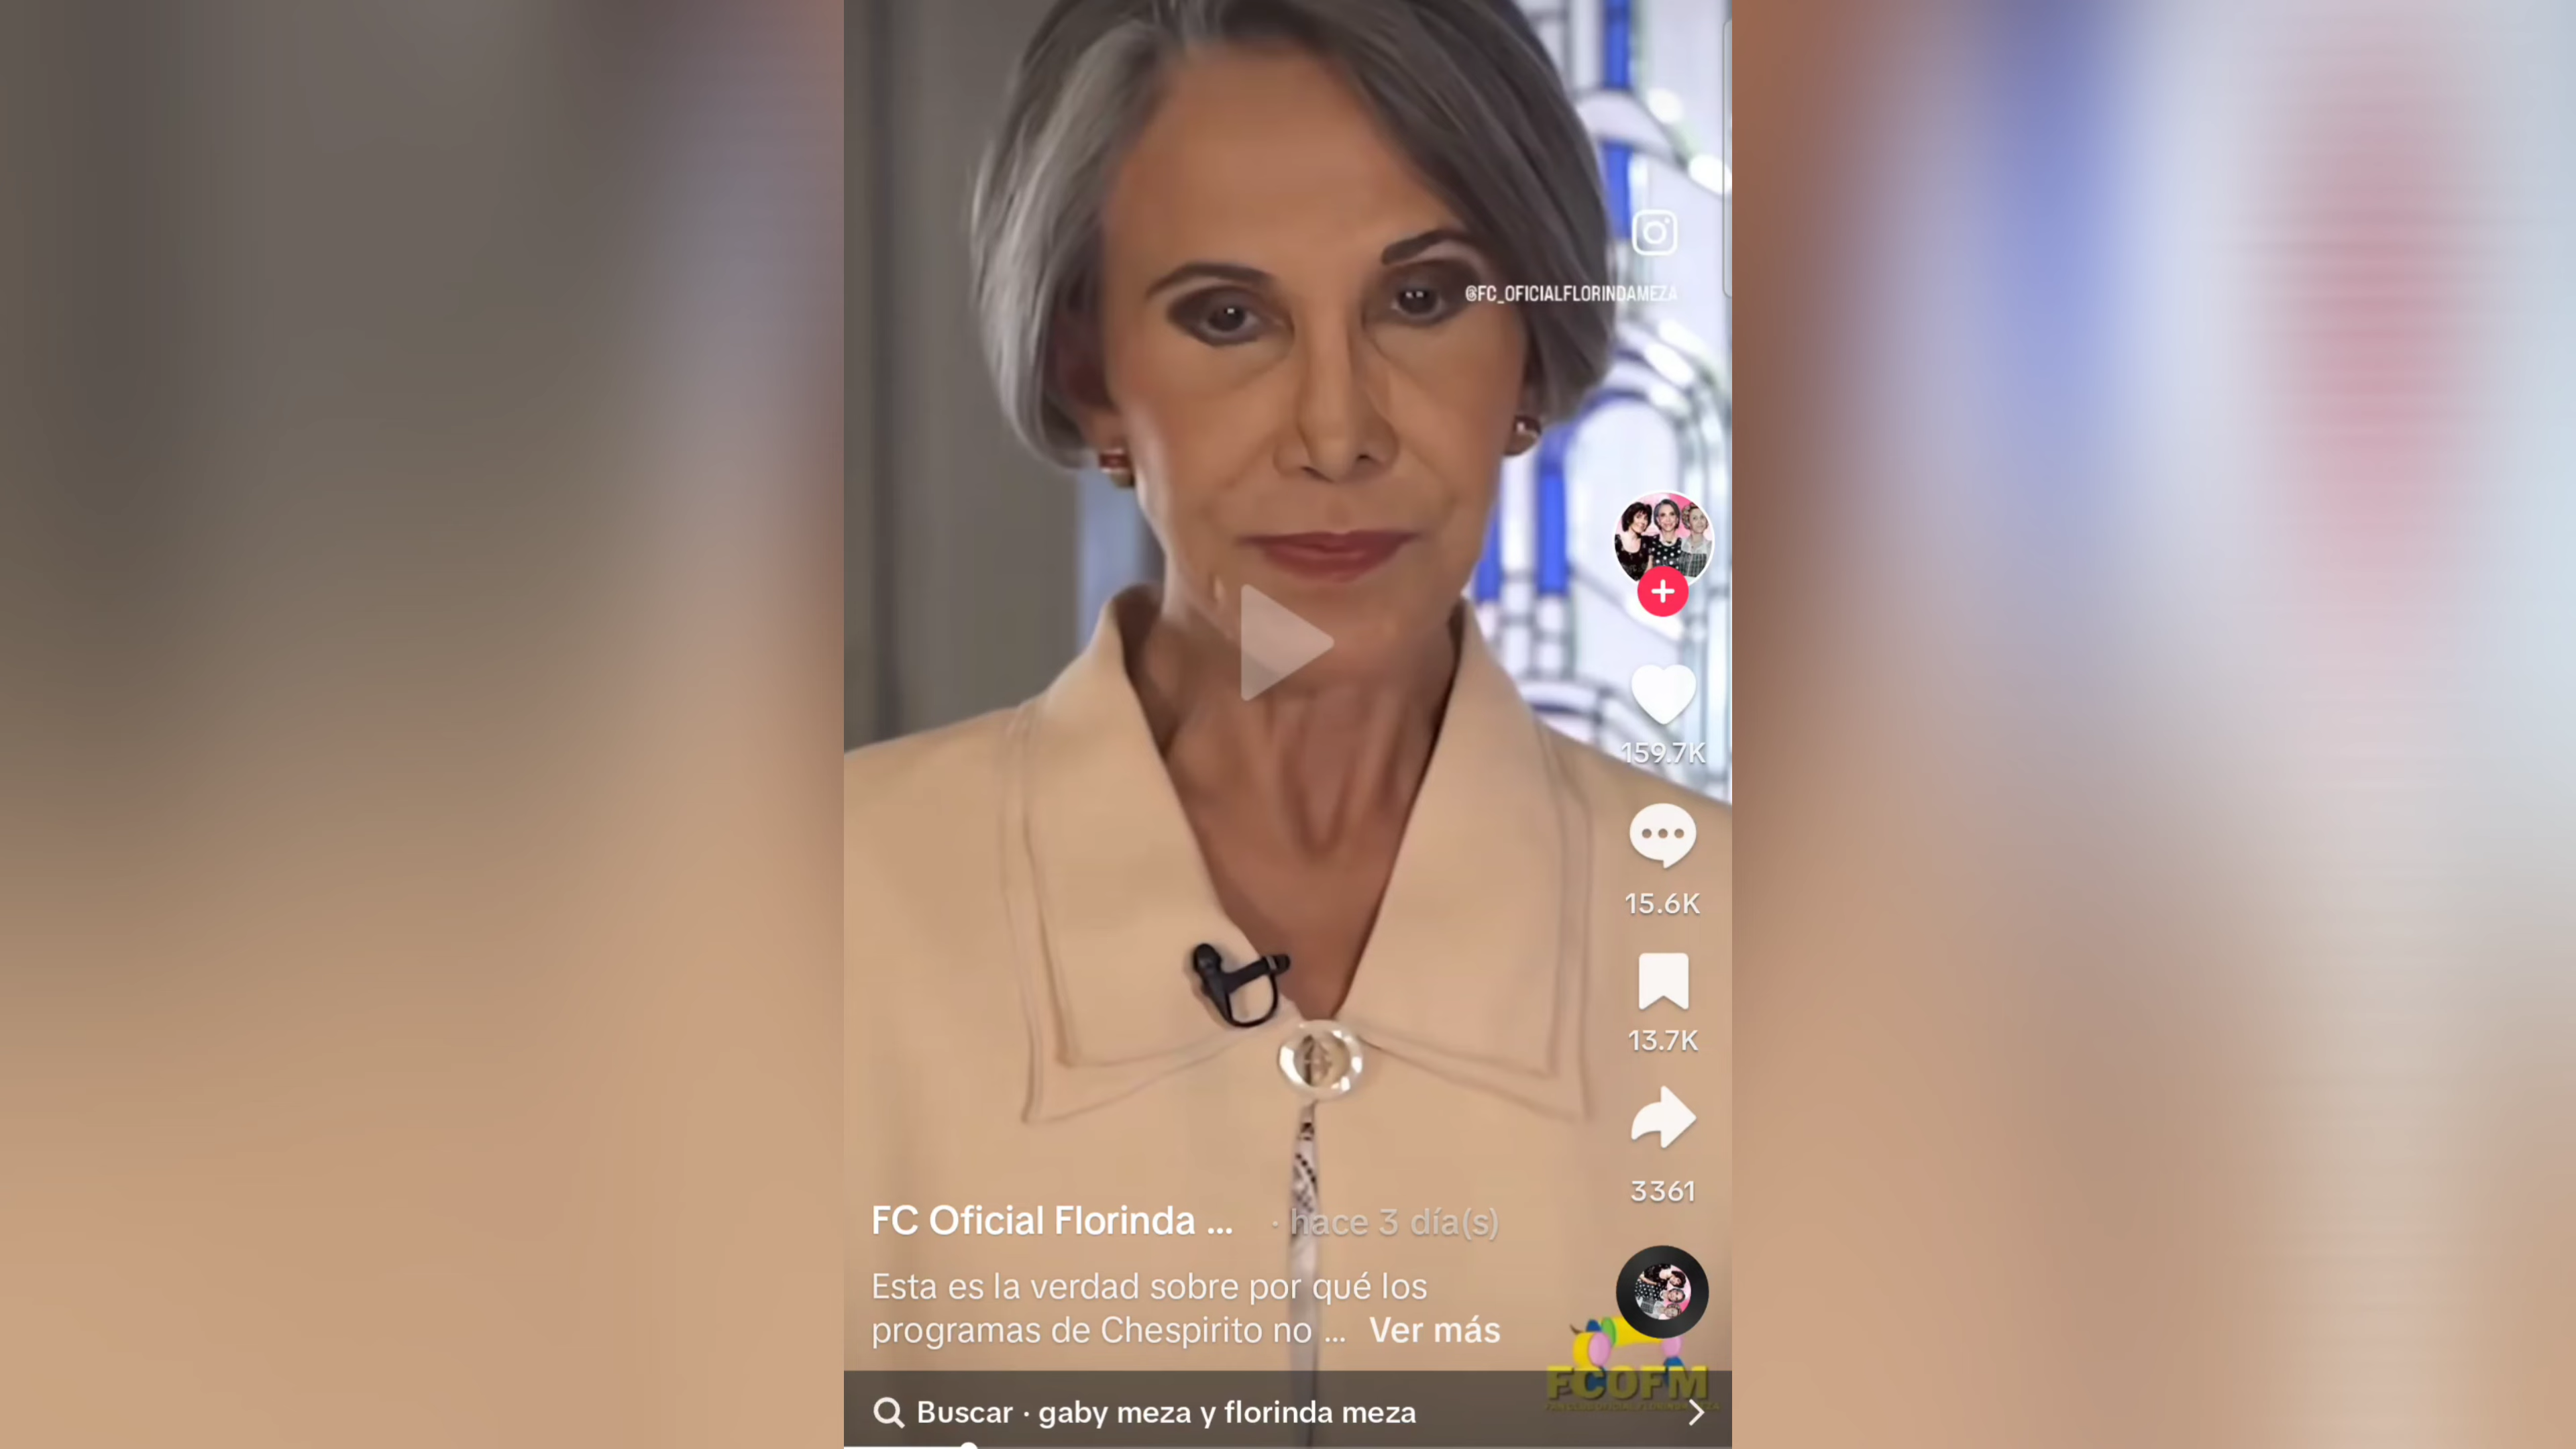 @FC_OFICIALFLORINDAMEZA
159.7K
15.6K
13.7K
3361
FC Oficial Florinda ... · hace 3 día(s)
Esta es la verdad sobre por qué los
programas de Chespirito no ... Ver más
FCOFM
Buscar · gaby meza y florinda meza